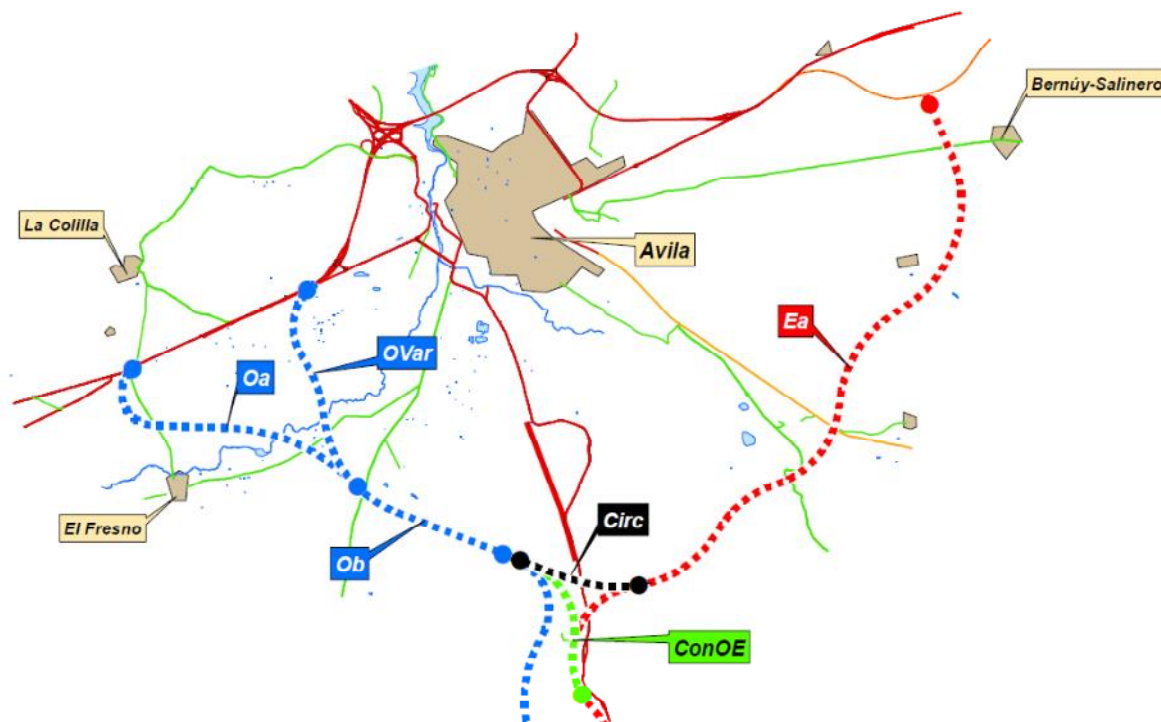 Bernúy-Salinero
La Colilla
Avila
Ea
OVar
Oa
El Fresno
Circ
Ob
ConOE